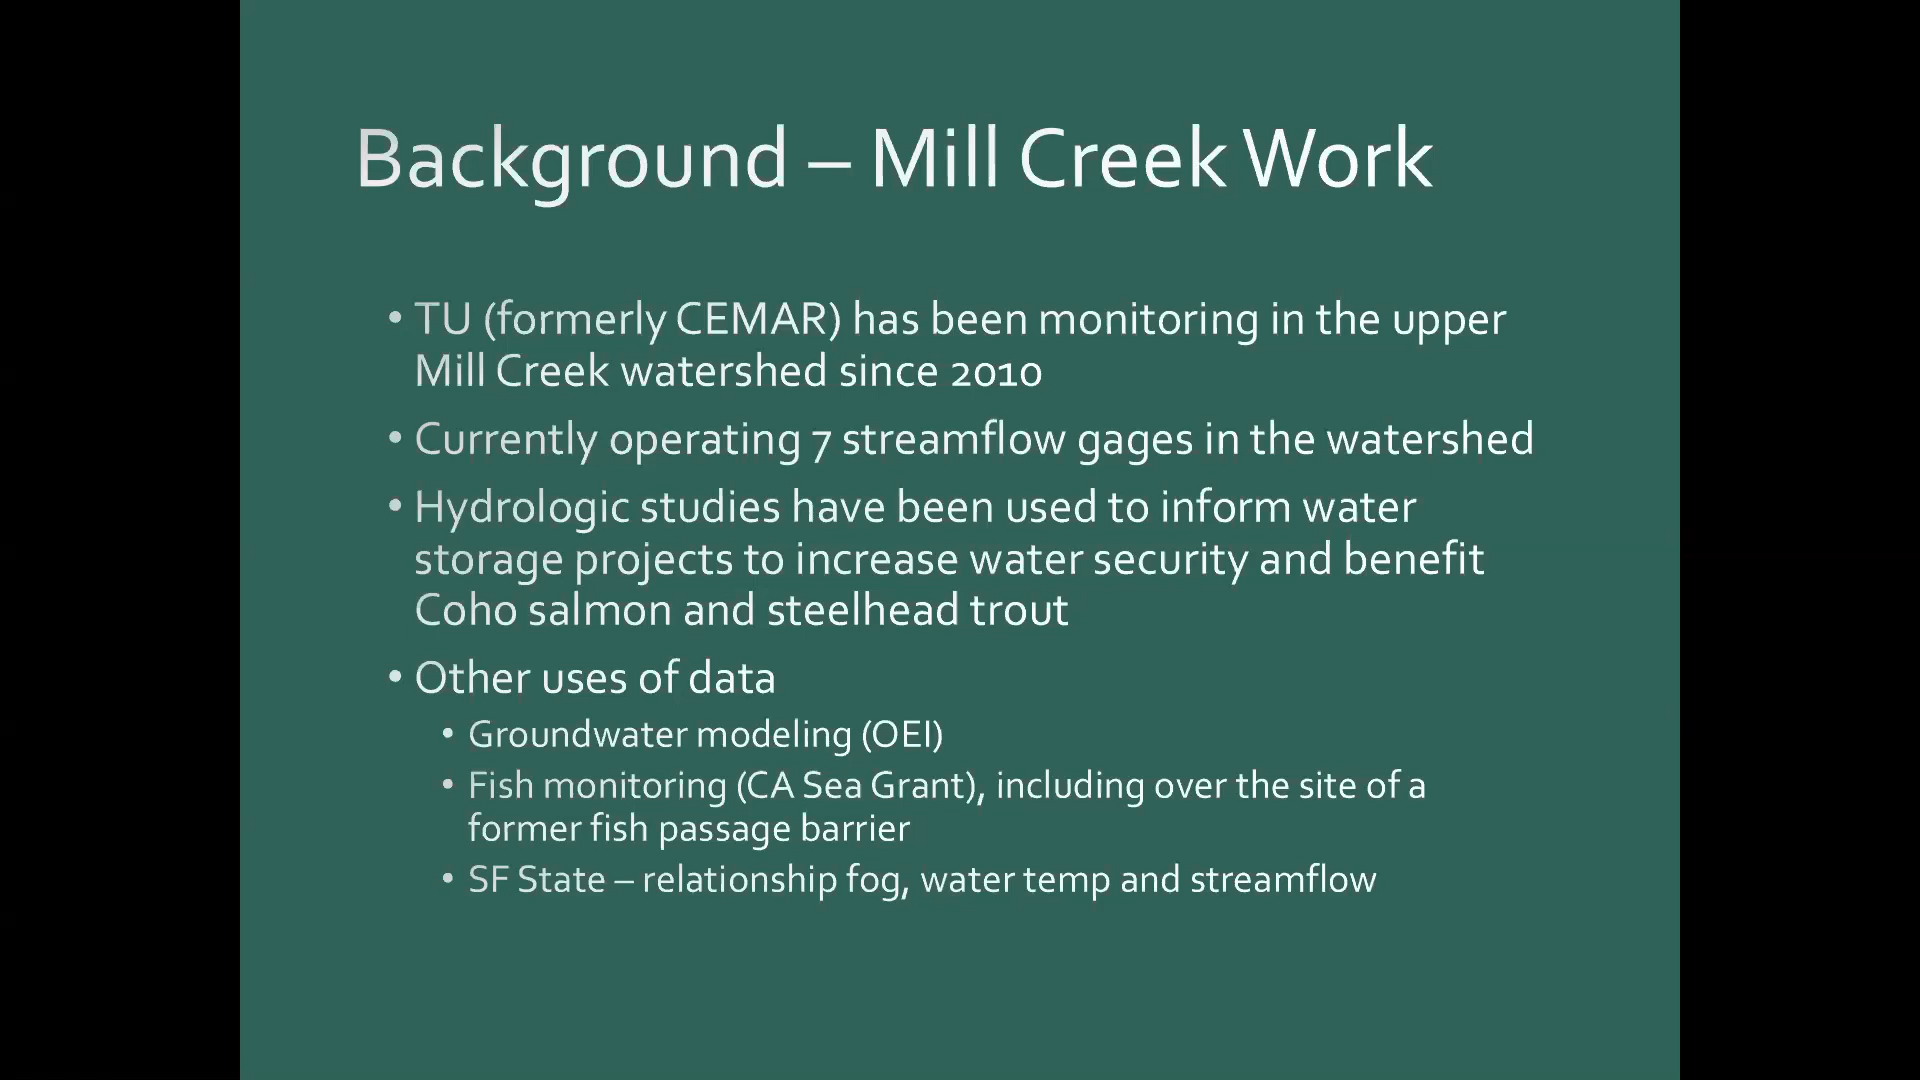 Background – Mill Creek Work
• TU (formerly CEMAR) has been monitoring in the upper
Mill Creek watershed since 2010
• Currently operating 7 streamflow gages in the watershed
• Hydrologic studies have been used to inform water
storage projects to increase water security and benefit
Coho salmon and steelhead trout
• Other uses of data
• Groundwater modeling (OEI)
• Fish monitoring (CA Sea Grant), including over the site of a
former fish passage barrier
• SF State – relationship fog, water temp and streamflow